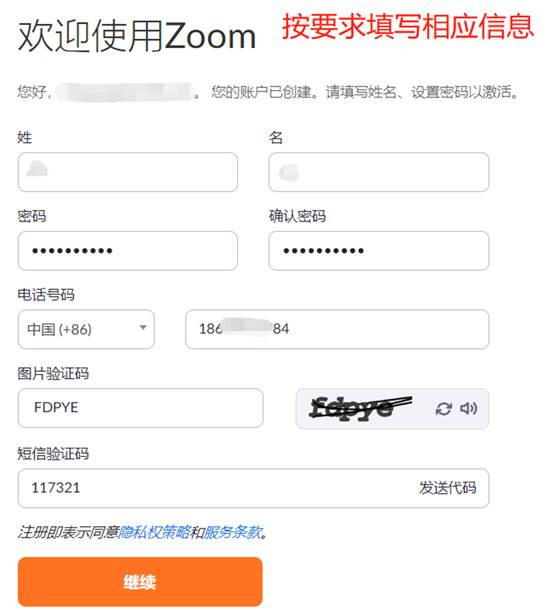 欢迎使用Zoom 按要求填写相应信息
您好, 。 您的账户已创建。请填写姓名、设置密码以激活。
姓 名
密码 确认密码
•••••••••• ••••••••••
电话号码
中国 (+86) 186 84
图片验证码
FDPYE fdpye
短信验证码
117321 发送代码
注册即表示同意隐私权策略和服务条款。
继续